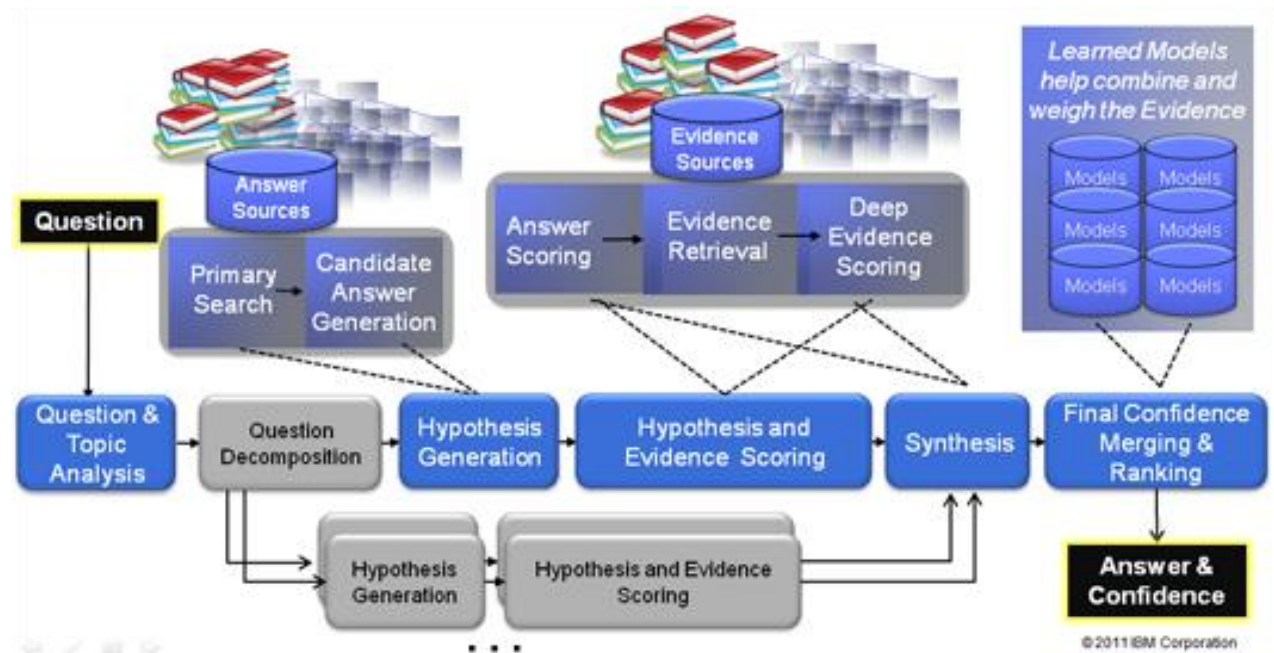 Learned Models
help combine and
weigh the Evidence
Models Models
Models Models
Models Models
Answer
Sources
Evidence
Sources
Question
Primary
Search
Candidate
Answer
Generation
Answer
Scoring
Evidence
Retrieval
Deep
Evidence
Scoring
Question &
Topic
Analysis
Question
Decomposition
Hypothesis
Generation
Hypothesis and
Evidence Scoring
Synthesis
Final Confidence
Merging &
Ranking
Hypothesis
Generation
Hypothesis and Evidence
Scoring
. . .
Answer &
Confidence
©2011 IBM Corporation